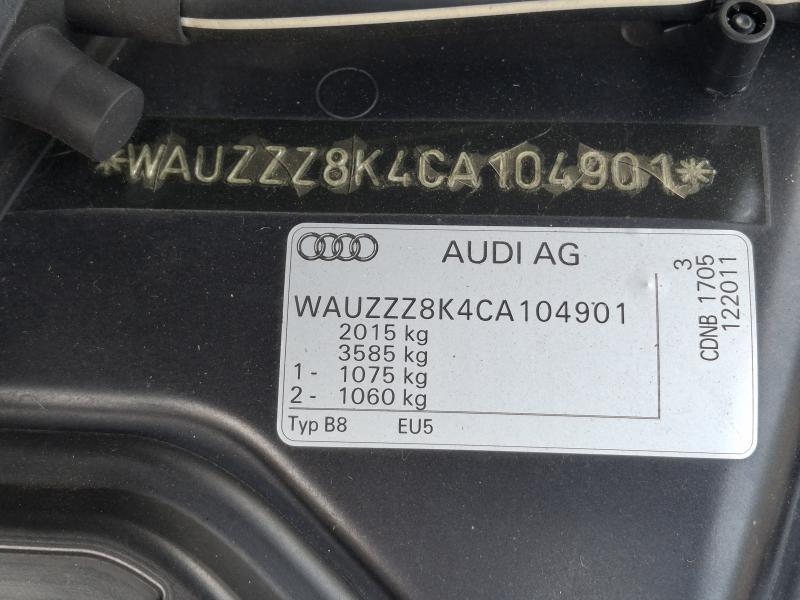 *WAUZZZ8K4CA104901*
AUDI AG
WAUZZZ8K4CA104901
2015 kg
3585 kg
1 - 1075 kg
2 - 1060 kg
Typ B8 EU5
3
CDNB 1705
122011